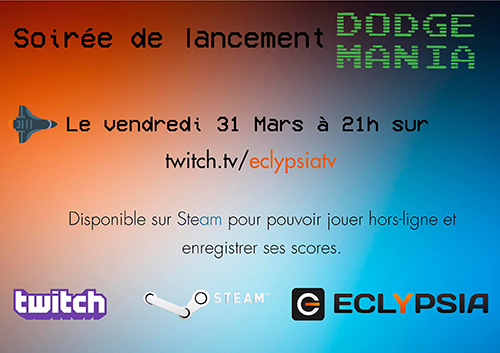 Soirée de lancement DODGE MANIA
Le vendredi 31 Mars à 21h sur
twitch.tv/eclypsiatv
Disponible sur Steam pour pouvoir jouer hors-ligne et
enregistrer ses scores.
twitch STEAM™ ECLYPSIA